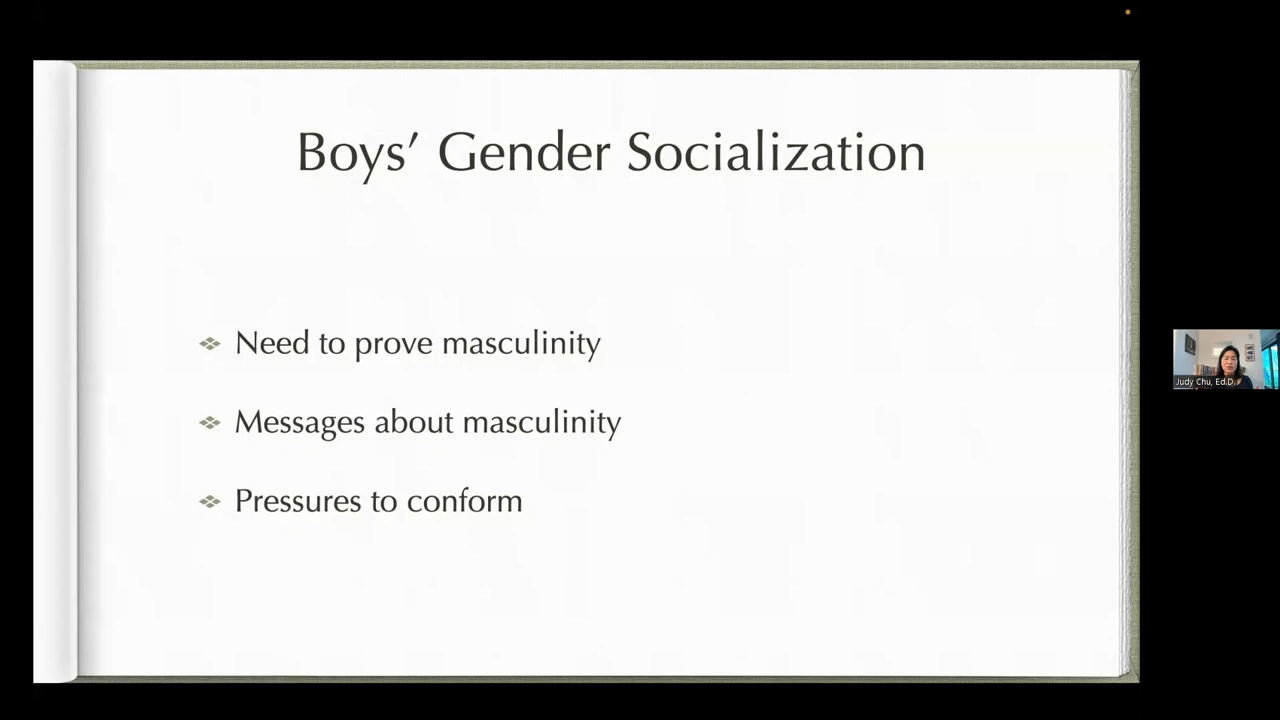 Boys’ Gender Socialization
Need to prove masculinity
Messages about masculinity
Pressures to conform
Judy Chu, Ed.D.